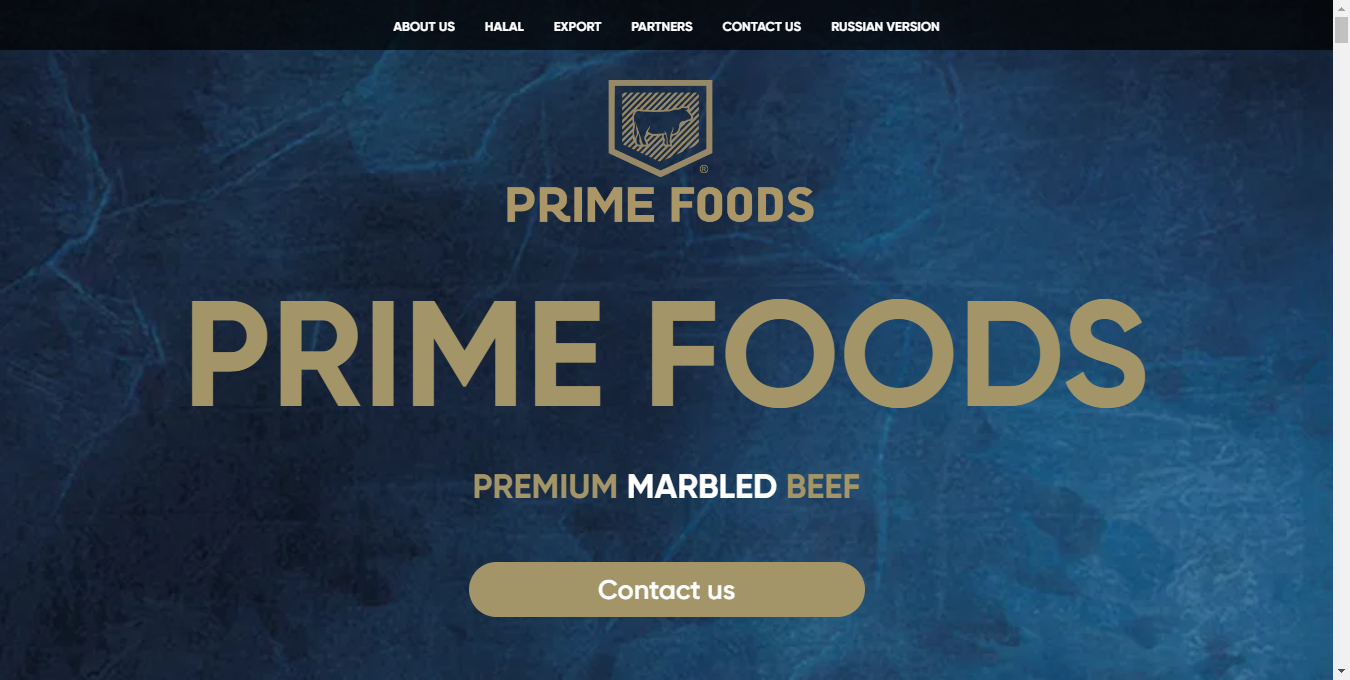 ABOUT US HALAL EXPORT PARTNERS CONTACT US RUSSIAN VERSION
®
PRIME FOODS
PRIME FOODS
PREMIUM MARBLED BEEF
Contact us